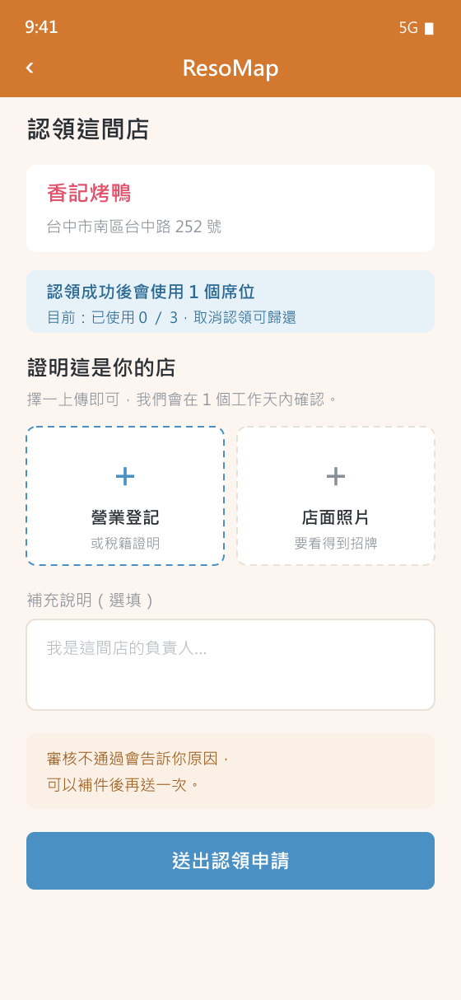 9:41
5G
‹
ResoMap
認領這間店
香記烤鴨
台中市南區台中路 252 號
認領成功後會使用 1 個席位
目前：已使用 0 / 3 · 取消認領可歸還
證明這是你的店
擇一上傳即可，我們會在 1 個工作天內確認。
+
+
營業登記
店面照片
或稅籍證明
要看得到招牌
補充說明（選填）
我是這間店的負責人...
審核不通過會告訴你原因，
可以補件後再送一次。
送出認領申請